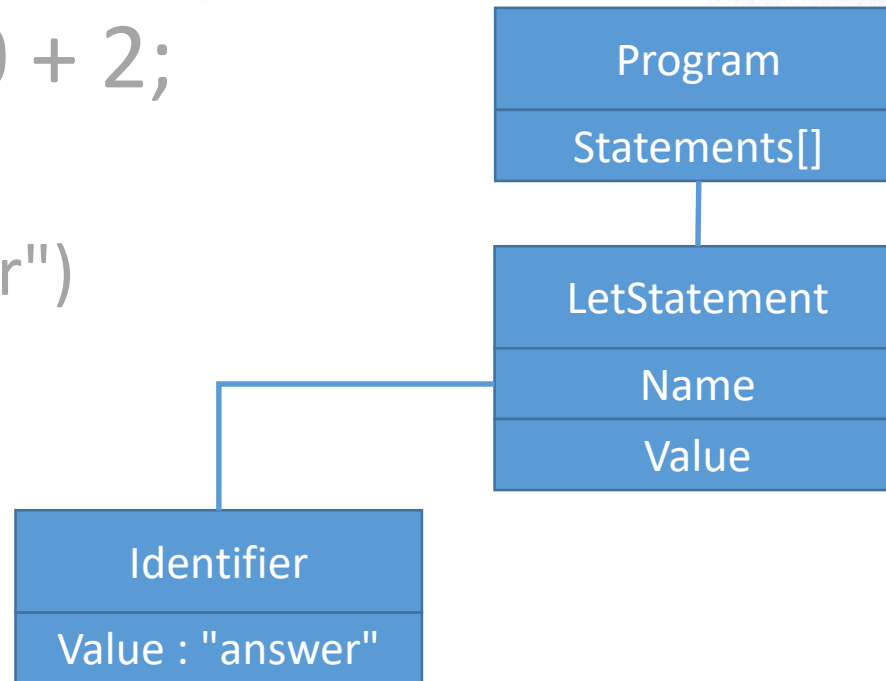 + 2;
r")
Program
Statements[]
LetStatement
Name
Value
Identifier
Value : "answer"